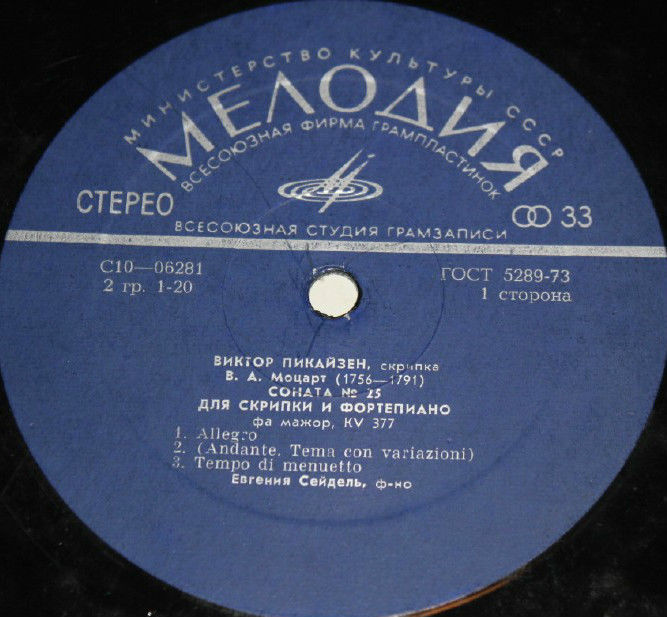 МИНИСТЕРСТВО КУЛЬТУРЫ СССР
МЕЛОДИЯ
ВСЕСОЮЗНАЯ ФИРМА ГРАМПЛАСТИНОК
СТЕРЕО
33
ВСЕСОЮЗНАЯ СТУДИЯ ГРАМЗАПИСИ
С10—06281
ГОСТ 5289-73
2 гр. 1-20
1 сторона
ВИКТОР ПИКАЙЗЕН, скрипка
В. А. Моцарт (1756—1791)
СОНАТА № 25
ДЛЯ СКРИПКИ И ФОРТЕПИАНО
фа мажор, KV 377
1. Allegro
2. (Andante. Tema con variazioni)
3. Tempo di menuetto
Евгения Сейдель, ф-но